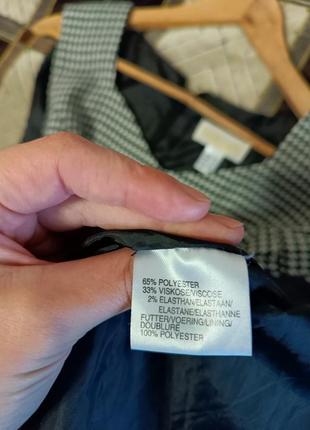 65% POLYESTER
33% VISKOSE/VISCOSE
2% ELASTHAN/ELASTAAN/
ELASTANE/ELASTHANNE
FUTTER/VOERING/LINING/
DOUBLURE
100% POLYESTER